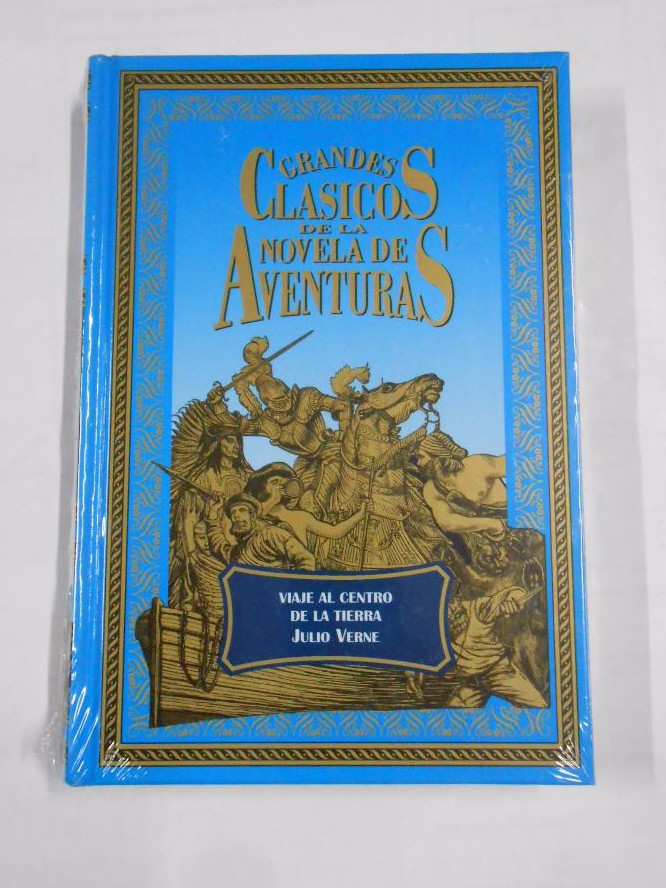 GRANDES
CLASICOS
DE LA
NOVELA DE
AVENTURAS
VIAJE AL CENTRO
DE LA TIERRA
JULIO VERNE